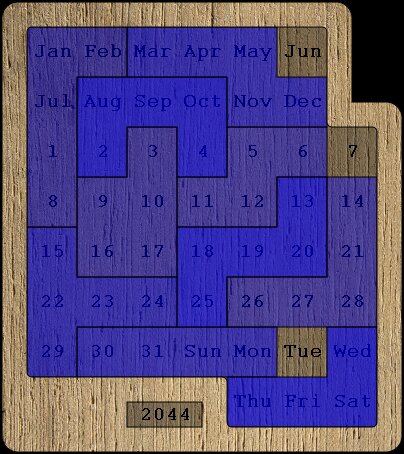 Jan Feb Mar Apr May Jun
Jul Aug Sep Oct Nov Dec
1 2 3 4 5 6 7
8 9 10 11 12 13 14
15 16 17 18 19 20 21
22 23 24 25 26 27 28
29 30 31 Sun Mon Tue Wed
Thu Fri Sat
2044